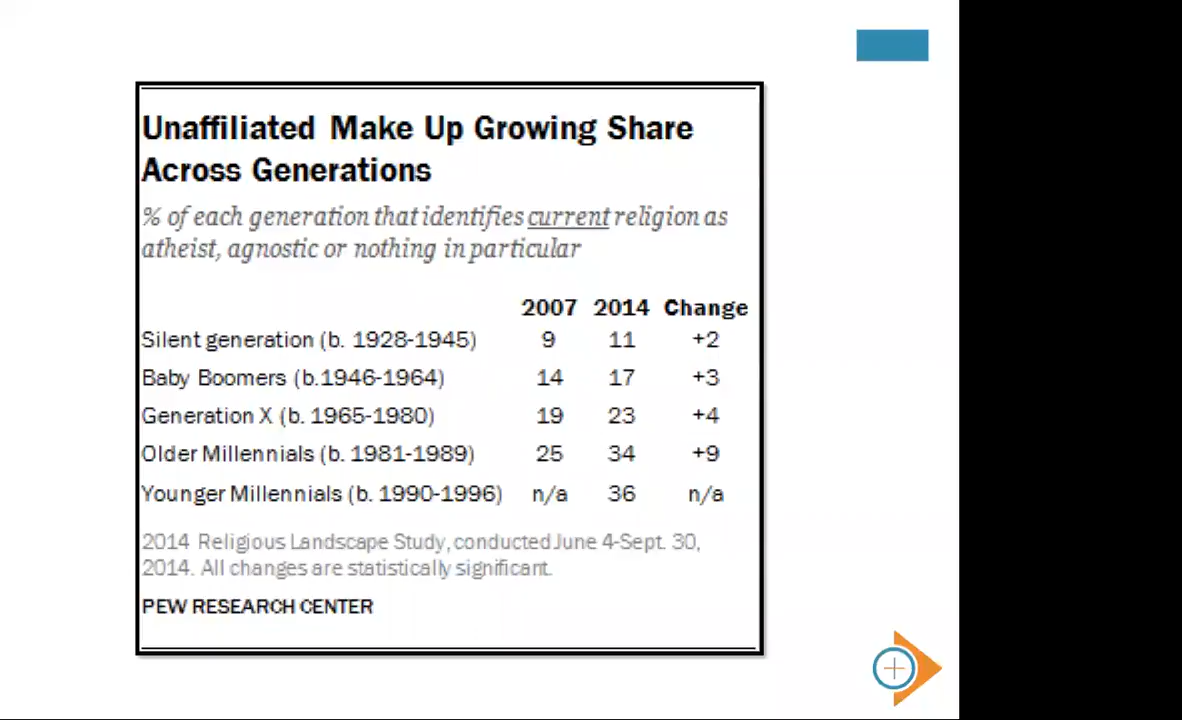 Unaffiliated Make Up Growing Share
Across Generations
% of each generation that identifies current religion as
atheist, agnostic or nothing in particular
2007 2014 Change
Silent generation (b. 1928-1945) 9 11 +2
Baby Boomers (b.1946-1964) 14 17 +3
Generation X (b. 1965-1980) 19 23 +4
Older Millennials (b. 1981-1989) 25 34 +9
Younger Millennials (b. 1990-1996) n/a 36 n/a
2014 Religious Landscape Study, conducted June 4-Sept. 30,
2014. All changes are statistically significant.
PEW RESEARCH CENTER